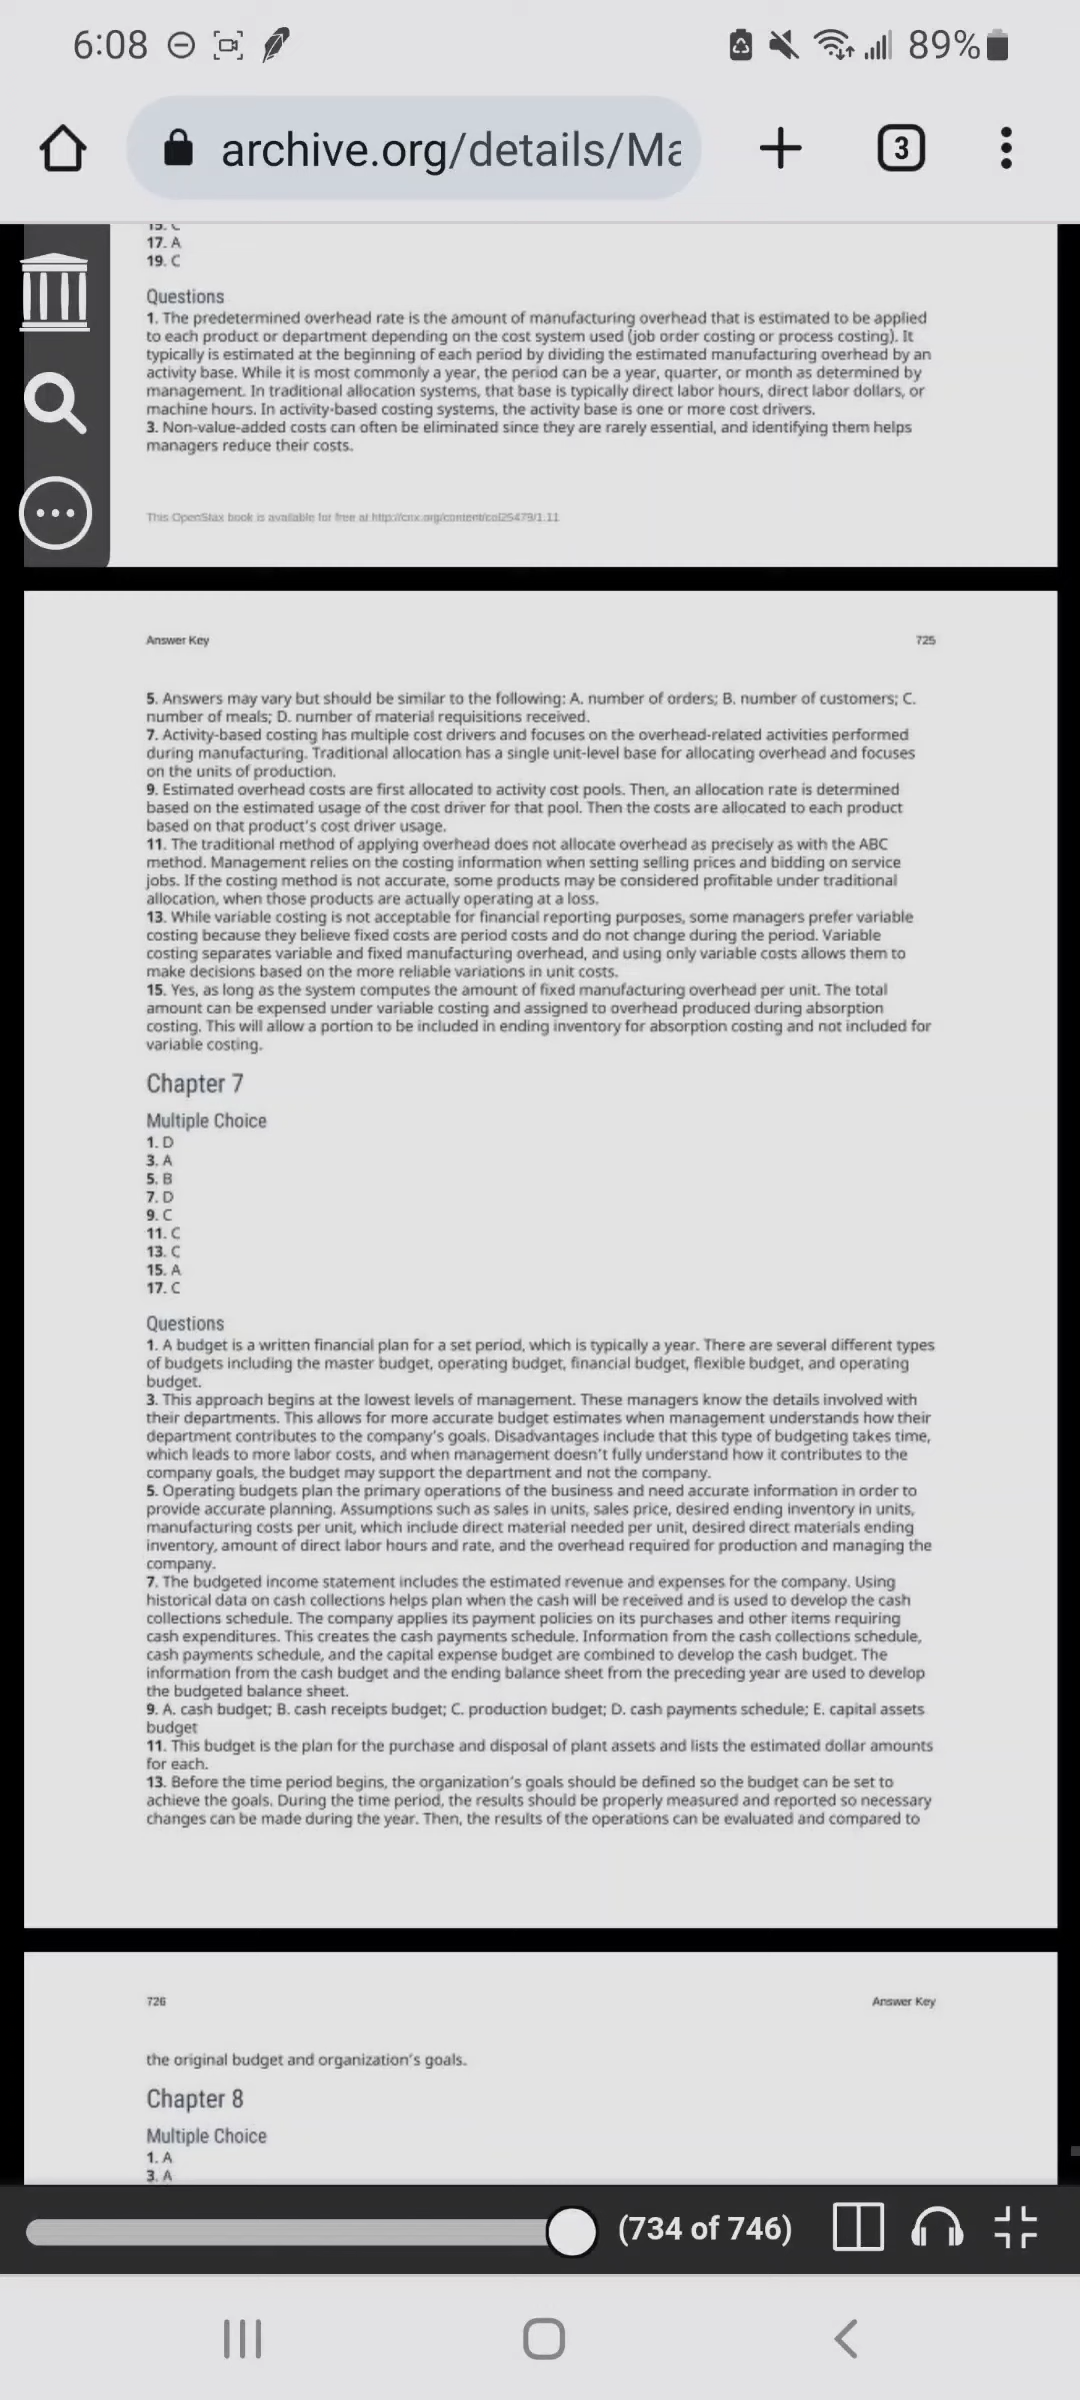 6:08
89%
archive.org/details/Ma
3
15. C
17. A
19. C
Questions
1. The predetermined overhead rate is the amount of manufacturing overhead that is estimated to be applied
to each product or department depending on the cost system used (job order costing or process costing). It
typically is estimated at the beginning of each period by dividing the estimated manufacturing overhead by an
activity base. While it is most commonly a year, the period can be a year, quarter, or month as determined by
management. In traditional allocation systems, that base is typically direct labor hours, direct labor dollars, or
machine hours. In activity-based costing systems, the activity base is one or more cost drivers.
3. Non-value-added costs can often be eliminated since they are rarely essential, and identifying them helps
managers reduce their costs.
This OpenStax book is available for free at http://cnx.org/content/col25479/1.11
Answer Key
725
5. Answers may vary but should be similar to the following: A. number of orders; B. number of customers; C.
number of meals; D. number of material requisitions received.
7. Activity-based costing has multiple cost drivers and focuses on the overhead-related activities performed
during manufacturing. Traditional allocation has a single unit-level base for allocating overhead and focuses
on the units of production.
9. Estimated overhead costs are first allocated to activity cost pools. Then, an allocation rate is determined
based on the estimated usage of the cost driver for that pool. Then the costs are allocated to each product
based on that product's cost driver usage.
11. The traditional method of applying overhead does not allocate overhead as precisely as with the ABC
method. Management relies on the costing information when setting selling prices and bidding on service
jobs. If the costing method is not accurate, some products may be considered profitable under traditional
allocation, when those products are actually operating at a loss.
13. While variable costing is not acceptable for financial reporting purposes, some managers prefer variable
costing because they believe fixed costs are period costs and do not change during the period. Variable
costing separates variable and fixed manufacturing overhead, and using only variable costs allows them to
make decisions based on the more reliable variations in unit costs.
15. Yes, as long as the system computes the amount of fixed manufacturing overhead per unit. The total
amount can be expensed under variable costing and assigned to overhead produced during absorption
costing. This will allow a portion to be included in ending inventory for absorption costing and not included for
variable costing.
Chapter 7
Multiple Choice
1. D
3. A
5. B
7. D
9. C
11. C
13. C
15. A
17. C
Questions
1. A budget is a written financial plan for a set period, which is typically a year. There are several different types
of budgets including the master budget, operating budget, financial budget, flexible budget, and operating
budget.
3. This approach begins at the lowest levels of management. These managers know the details involved with
their departments. This allows for more accurate budget estimates when management understands how their
department contributes to the company's goals. Disadvantages include that this type of budgeting takes time,
which leads to more labor costs, and when management doesn't fully understand how it contributes to the
company goals, the budget may support the department and not the company.
5. Operating budgets plan the primary operations of the business and need accurate information in order to
provide accurate planning. Assumptions such as sales in units, sales price, desired ending inventory in units,
manufacturing costs per unit, which include direct material needed per unit, desired direct materials ending
inventory, amount of direct labor hours and rate, and the overhead required for production and managing the
company.
7. The budgeted income statement includes the estimated revenue and expenses for the company. Using
historical data on cash collections helps plan when the cash will be received and is used to develop the cash
collections schedule. The company applies its payment policies on its purchases and other items requiring
cash expenditures. This creates the cash payments schedule. Information from the cash collections schedule,
cash payments schedule, and the capital expense budget are combined to develop the cash budget. The
information from the cash budget and the ending balance sheet from the preceding year are used to develop
the budgeted balance sheet.
9. A. cash budget; B. cash receipts budget; C. production budget; D. cash payments schedule; E. capital assets
budget
11. This budget is the plan for the purchase and disposal of plant assets and lists the estimated dollar amounts
for each.
13. Before the time period begins, the organization's goals should be defined so the budget can be set to
achieve the goals. During the time period, the results should be properly measured and reported so necessary
changes can be made during the year. Then, the results of the operations can be evaluated and compared to
726
Answer Key
the original budget and organization's goals.
Chapter 8
Multiple Choice
1. A
3. A
(734 of 746)